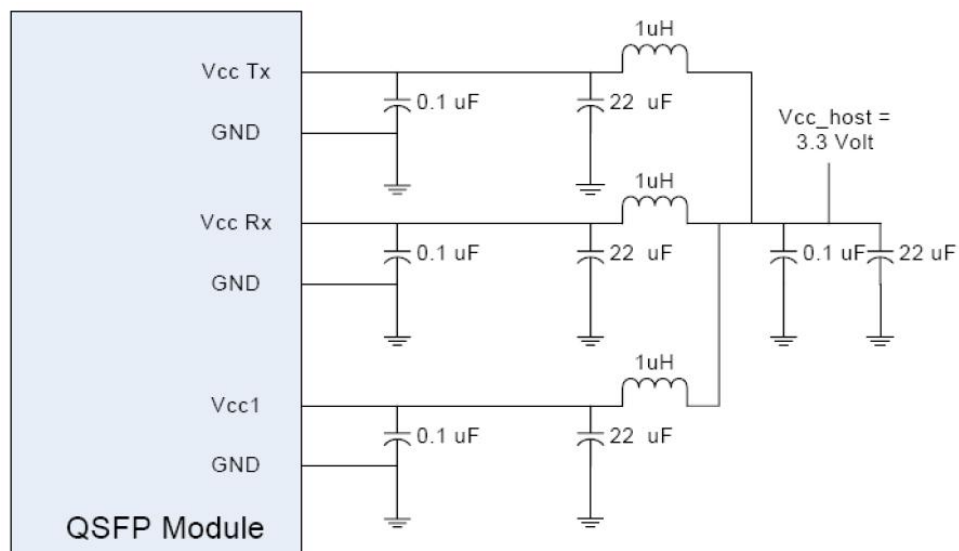 1uH
Vcc Tx
0.1 uF
22 uF
GND
Vcc_host =
3.3 Volt
1uH
Vcc Rx
0.1 uF
22 uF
0.1 uF
22 uF
GND
1uH
Vcc1
0.1 uF
22 uF
GND
QSFP Module